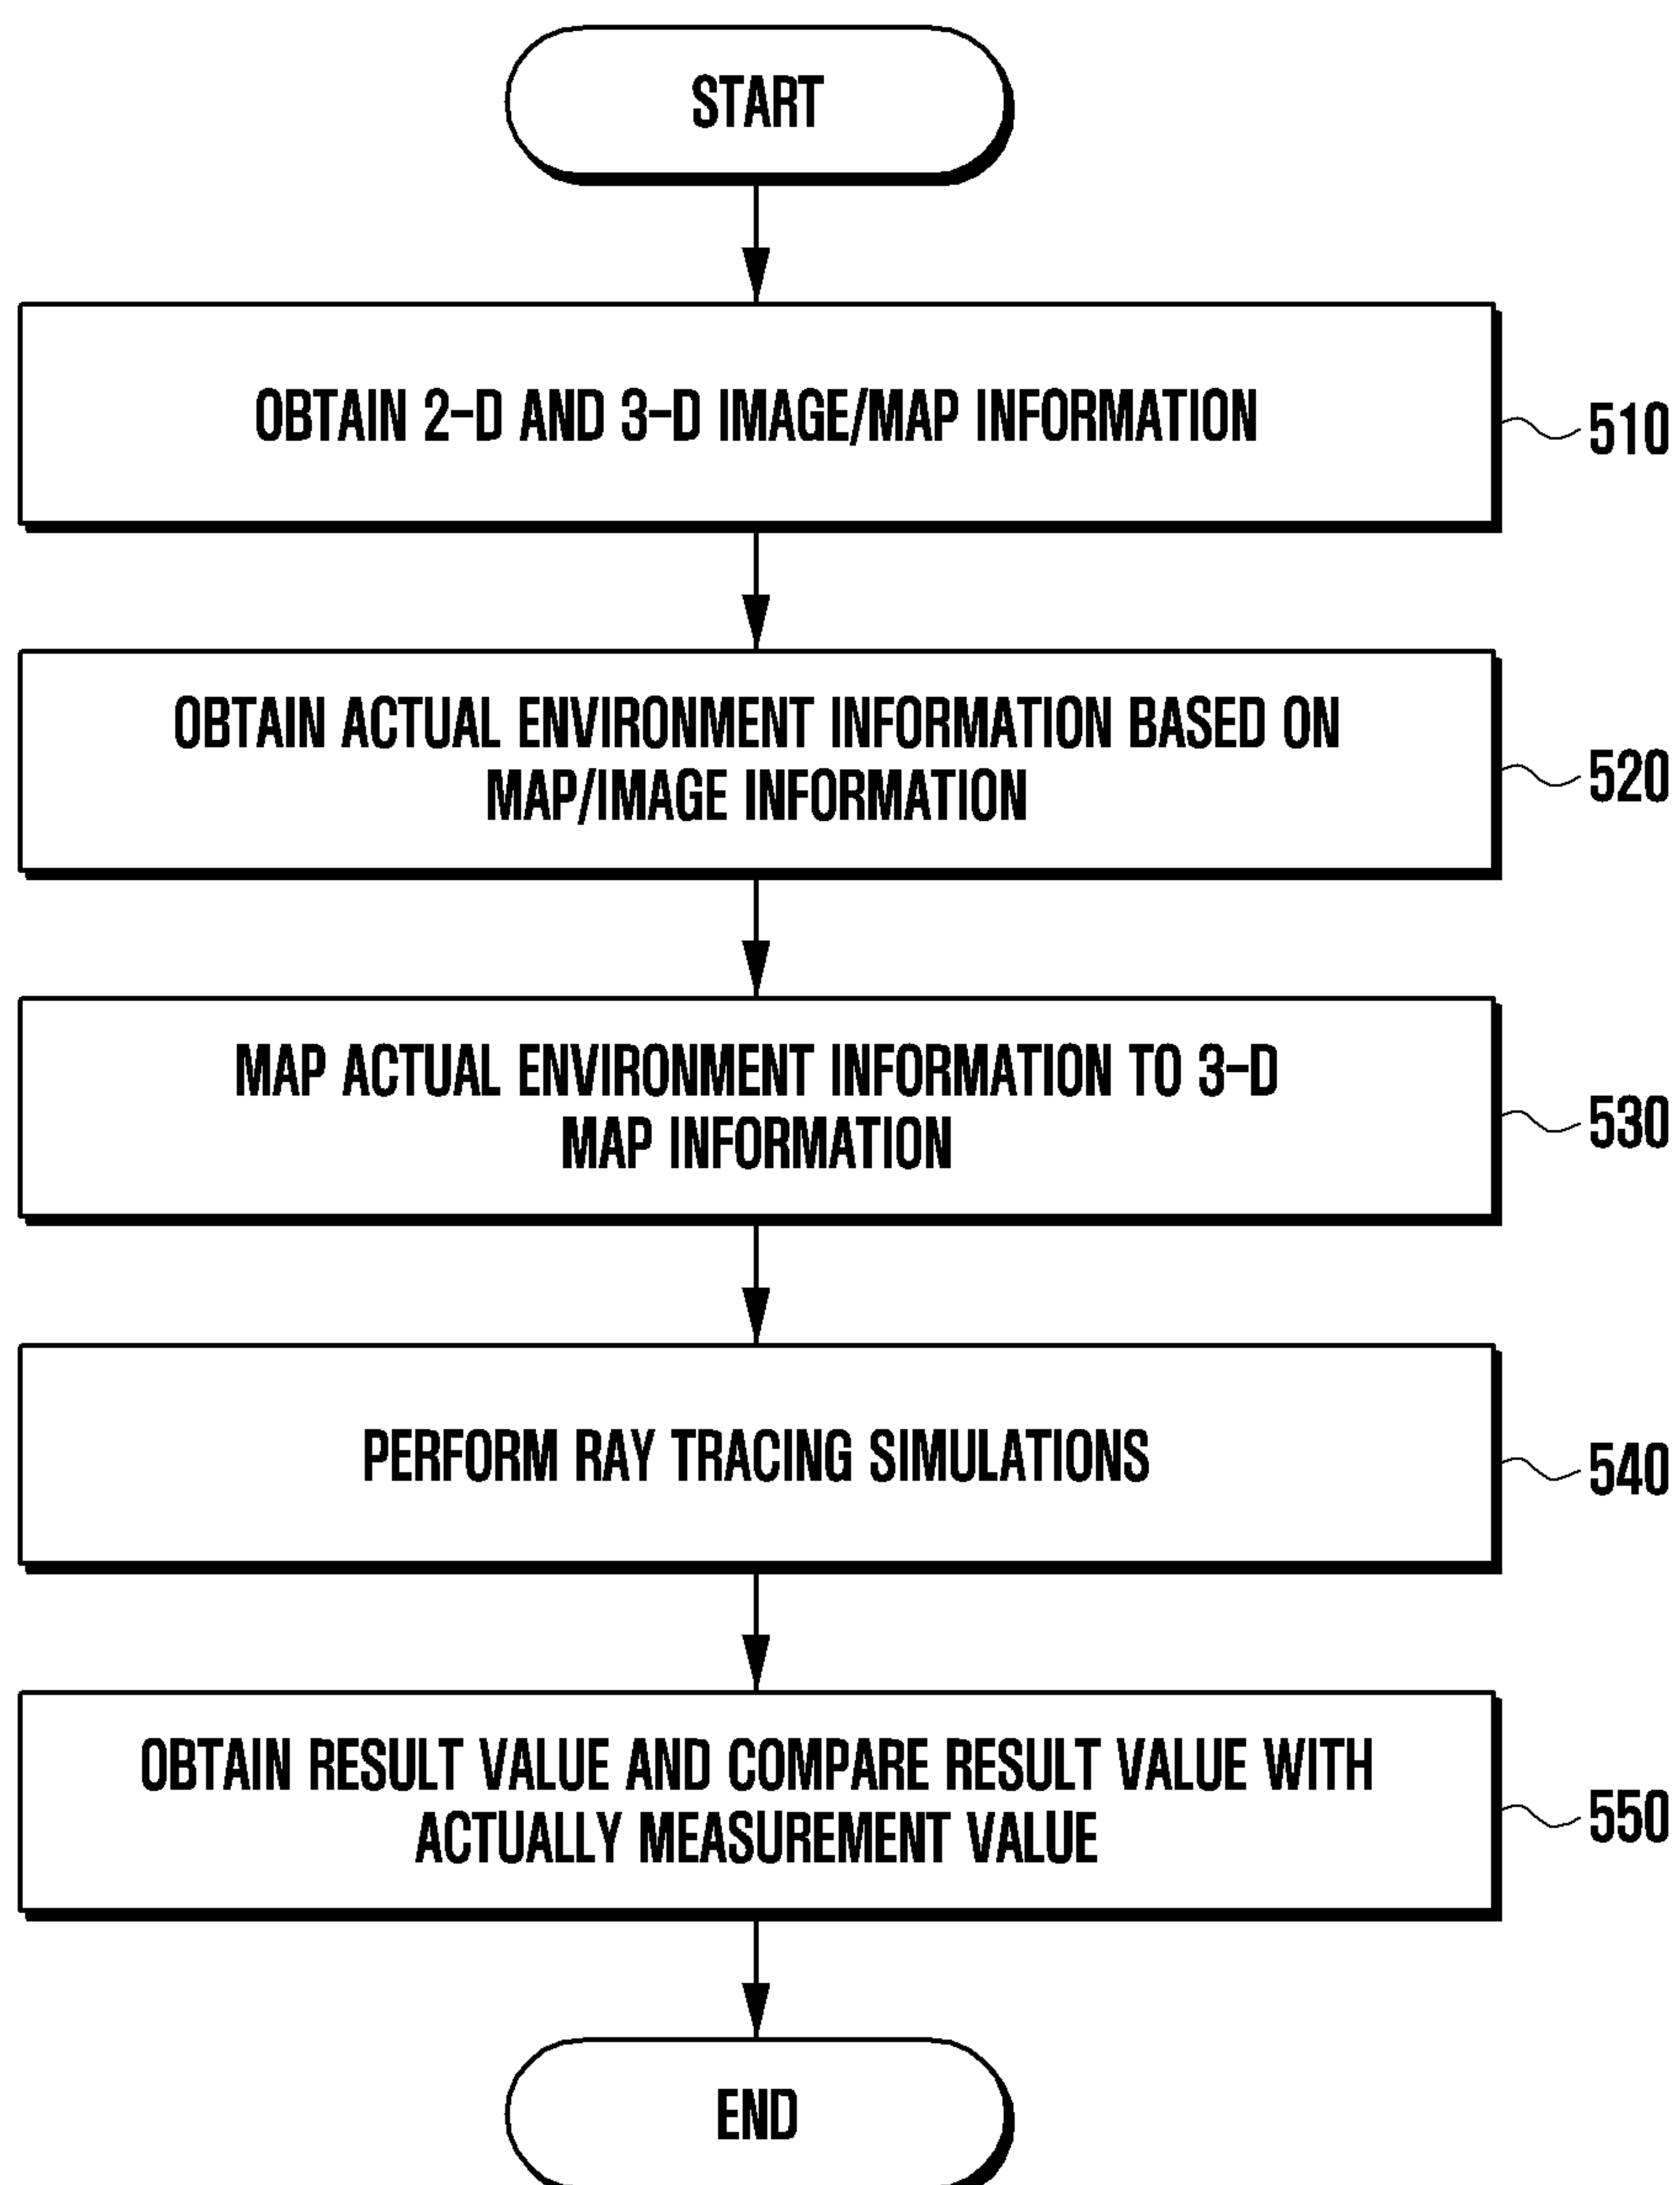 START
OBTAIN 2-D AND 3-D IMAGE/MAP INFORMATION
510
OBTAIN ACTUAL ENVIRONMENT INFORMATION BASED ON
MAP/IMAGE INFORMATION
520
MAP ACTUAL ENVIRONMENT INFORMATION TO 3-D
MAP INFORMATION
530
PERFORM RAY TRACING SIMULATIONS
540
OBTAIN RESULT VALUE AND COMPARE RESULT VALUE WITH
ACTUALLY MEASUREMENT VALUE
550
END